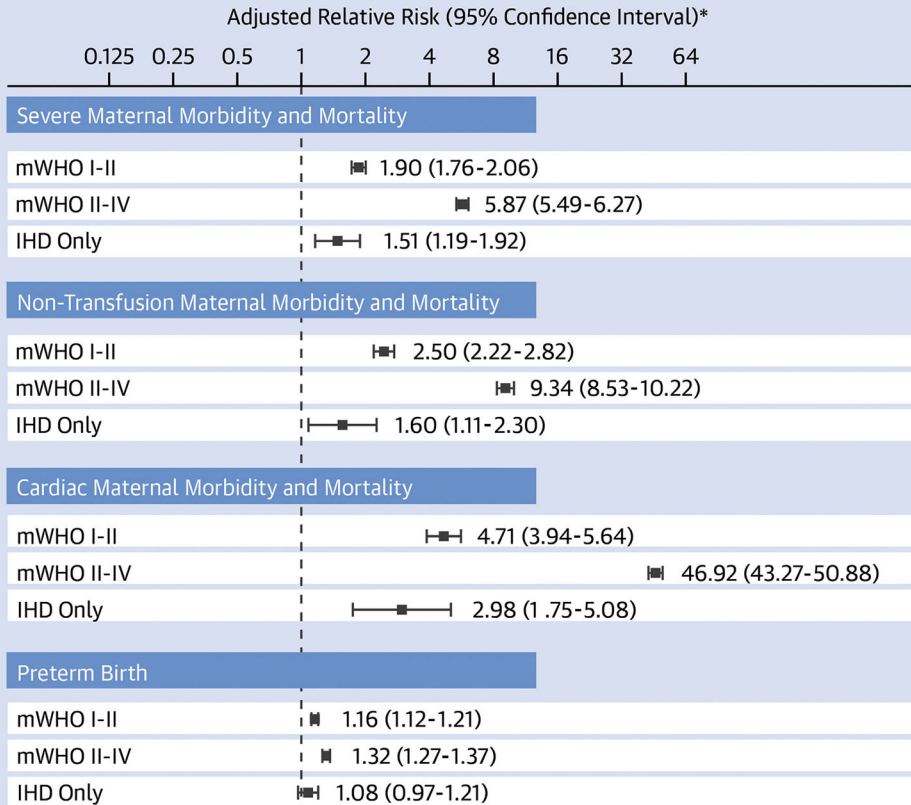 Adjusted Relative Risk (95% Confidence Interval)*
0.125 0.25 0.5 1 2 4 8 16 32 64
Severe Maternal Morbidity and Mortality
mWHO I-II 1.90 (1.76-2.06)
mWHO II-IV 5.87 (5.49-6.27)
IHD Only 1.51 (1.19-1.92)
Non-Transfusion Maternal Morbidity and Mortality
mWHO I-II 2.50 (2.22-2.82)
mWHO II-IV 9.34 (8.53-10.22)
IHD Only 1.60 (1.11-2.30)
Cardiac Maternal Morbidity and Mortality
mWHO I-II 4.71 (3.94-5.64)
mWHO II-IV 46.92 (43.27-50.88)
IHD Only 2.98 (1 .75-5.08)
Preterm Birth
mWHO I-II 1.16 (1.12-1.21)
mWHO II-IV 1.32 (1.27-1.37)
IHD Only 1.08 (0.97-1.21)